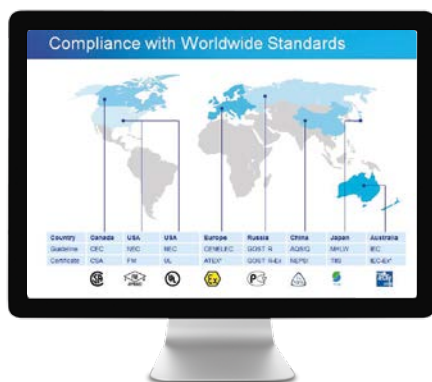 Compliance with Worldwide Standards
Country Canada USA USA Europe Russia China Japan Australia
Guideline CEC NEC NEC CENELEC GOST R AQSIQ MHLW IEC
Certificate CSA FM UL ATEX* GOST R-Ex NEPSI TIIS IEC-Ex*